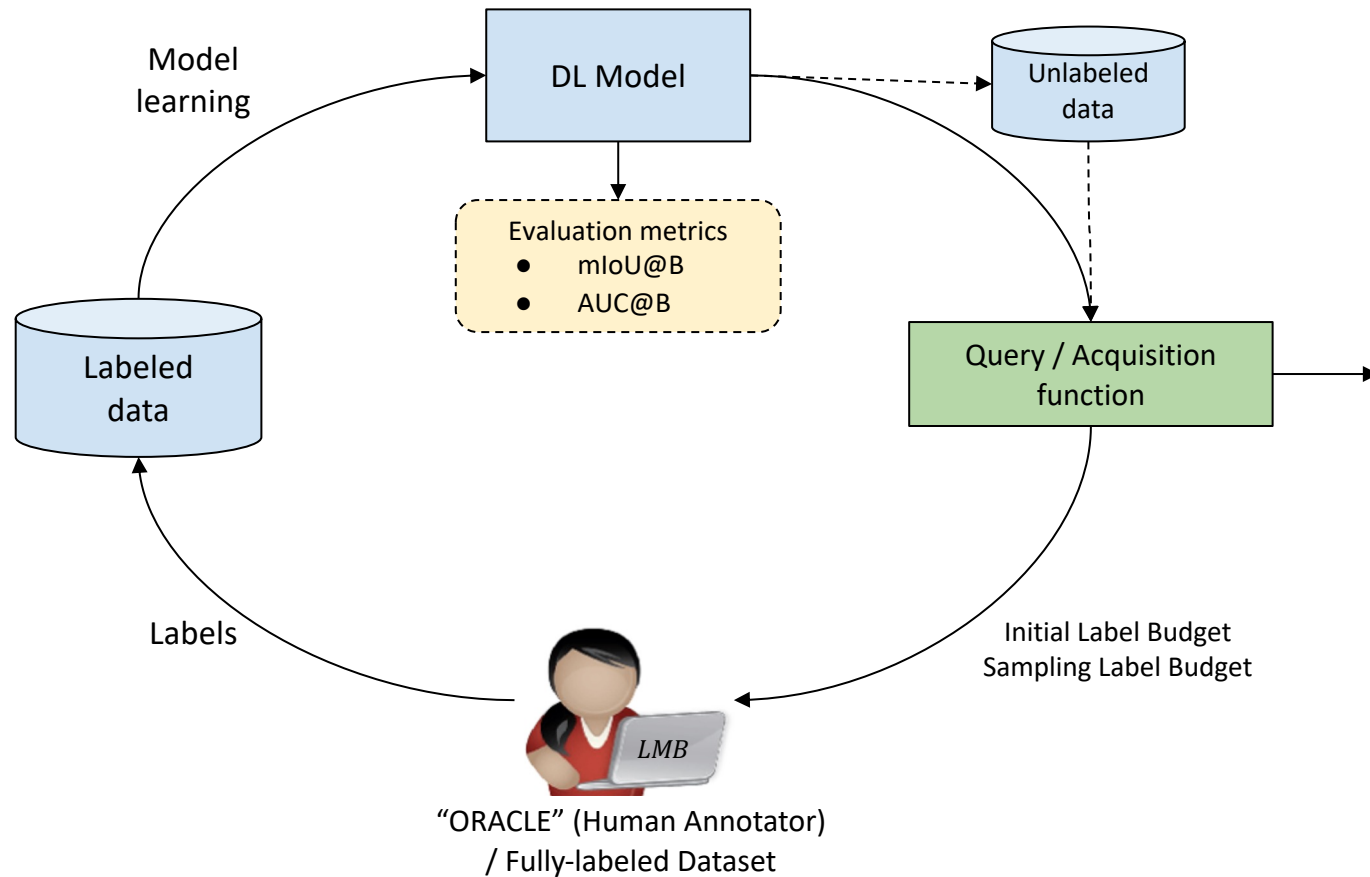 Model
learning
DL Model
Unlabeled
data
Evaluation metrics
● mIoU@B
● AUC@B
Labeled
data
Query / Acquisition
function
Labels
Initial Label Budget
Sampling Label Budget
LMB
“ORACLE” (Human Annotator)
/ Fully-labeled Dataset